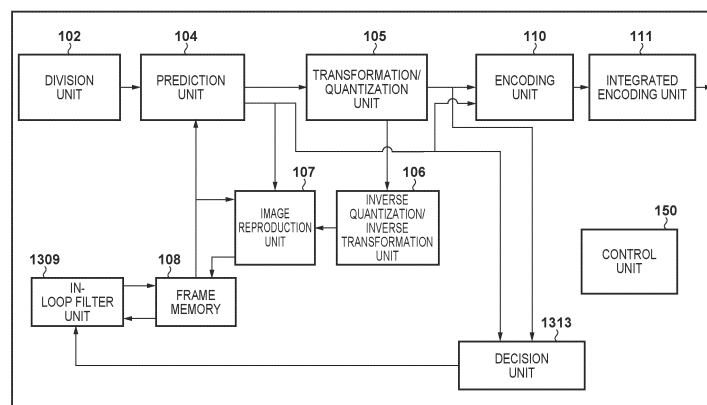 102
DIVISION
UNIT
104
PREDICTION
UNIT
105
TRANSFORMATION/
QUANTIZATION
UNIT
110
ENCODING
UNIT
111
INTEGRATED
ENCODING UNIT
107
IMAGE
REPRODUCTION
UNIT
106
INVERSE
QUANTIZATION/
INVERSE
TRANSFORMATION
UNIT
150
CONTROL
UNIT
1309
IN-
LOOP FILTER
UNIT
108
FRAME
MEMORY
1313
DECISION
UNIT